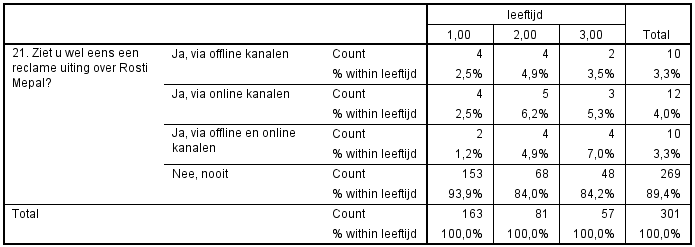 leeftijd
1,00 2,00 3,00 Total
21. Ziet u wel eens een Ja, via offline kanalen Count 4 4 2 10
reclame uiting over Rosti % within leeftijd 2,5% 4,9% 3,5% 3,3%
Mepal? Ja, via online kanalen Count 4 5 3 12
% within leeftijd 2,5% 6,2% 5,3% 4,0%
Ja, via offline en online Count 2 4 4 10
kanalen % within leeftijd 1,2% 4,9% 7,0% 3,3%
Nee, nooit Count 153 68 48 269
% within leeftijd 93,9% 84,0% 84,2% 89,4%
Total Count 163 81 57 301
% within leeftijd 100,0% 100,0% 100,0% 100,0%